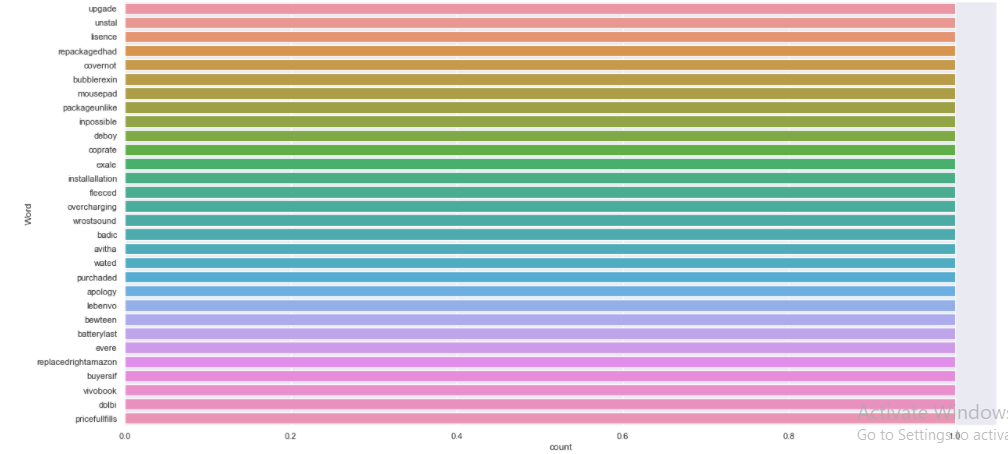 upgade
unstal
lisence
repackagedhad
covernot
bubblerexin
mousepad
packageunlike
inpossible
deboy
coprate
exale
installallation
fleeced
overcharging
wrostsound
badic
avitha
wated
purchaded
apology
lebenvo
bewteen
batterylast
evere
replacedrightamazon
buyersif
vivobook
dolbi
pricefullfills
Word
0.0 0.2 0.4 0.6 0.8 1.0
count
Activate Windows
Go to Settings to activa